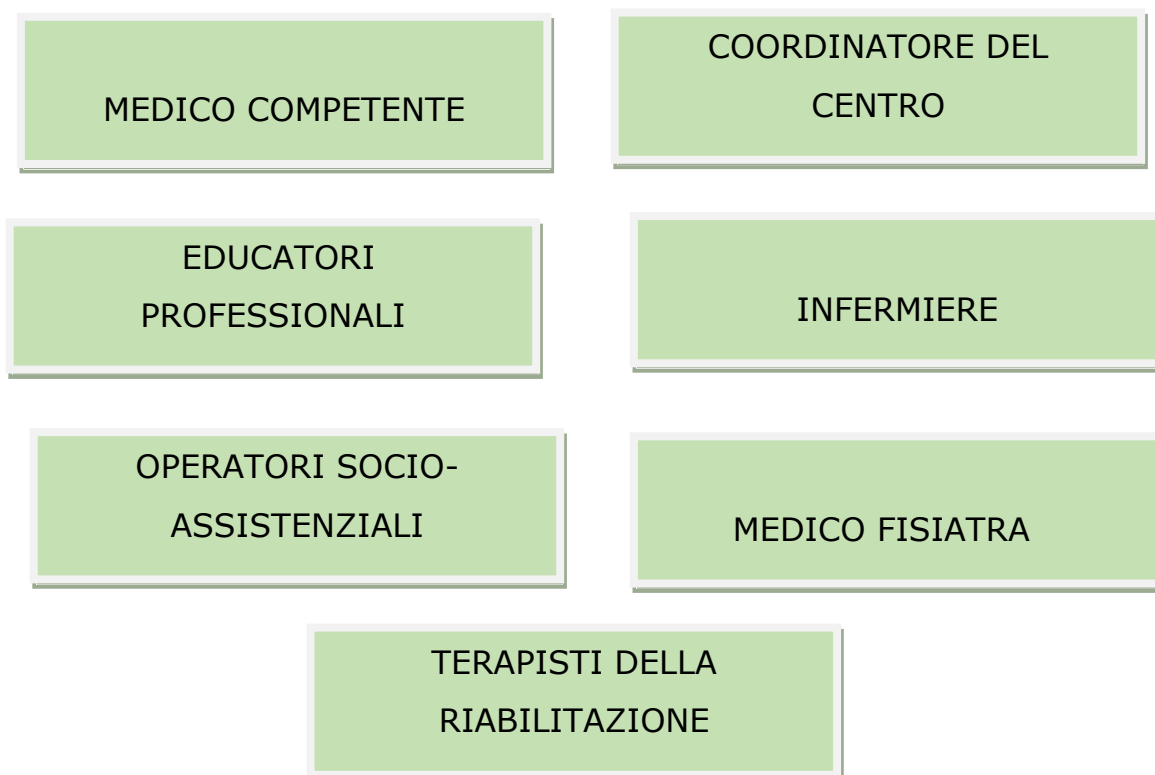 MEDICO COMPETENTE
COORDINATORE DEL
CENTRO
EDUCATORI
PROFESSIONALI
INFERMIERE
OPERATORI SOCIO-
ASSISTENZIALI
MEDICO FISIATRA
TERAPISTI DELLA
RIABILITAZIONE